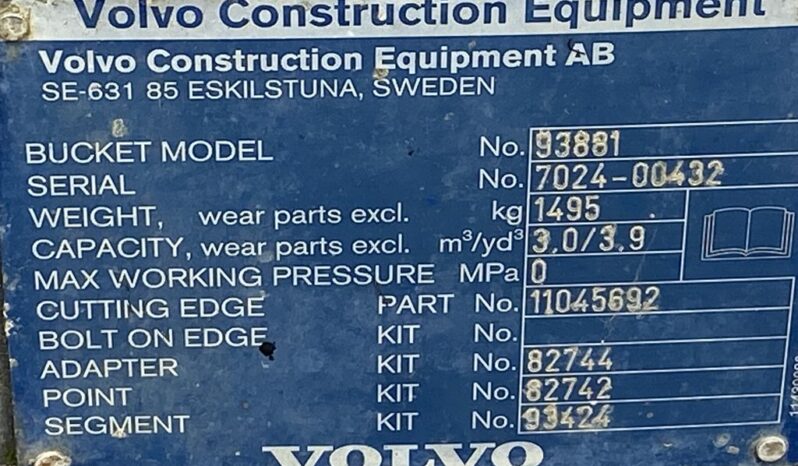 Volvo Construction Equipment
Volvo Construction Equipment AB
SE-631 85 ESKILSTUNA, SWEDEN
BUCKET MODEL No. 93881
SERIAL No. 7024-00432
WEIGHT, wear parts excl. kg 1495
CAPACITY, wear parts excl. m³/yd³ 3.0/3.9
MAX WORKING PRESSURE MPa 0
CUTTING EDGE PART No. 11045692
BOLT ON EDGE KIT No.
ADAPTER KIT No. 82744
POINT KIT No. 82742
SEGMENT KIT No. 93424
VOLVO